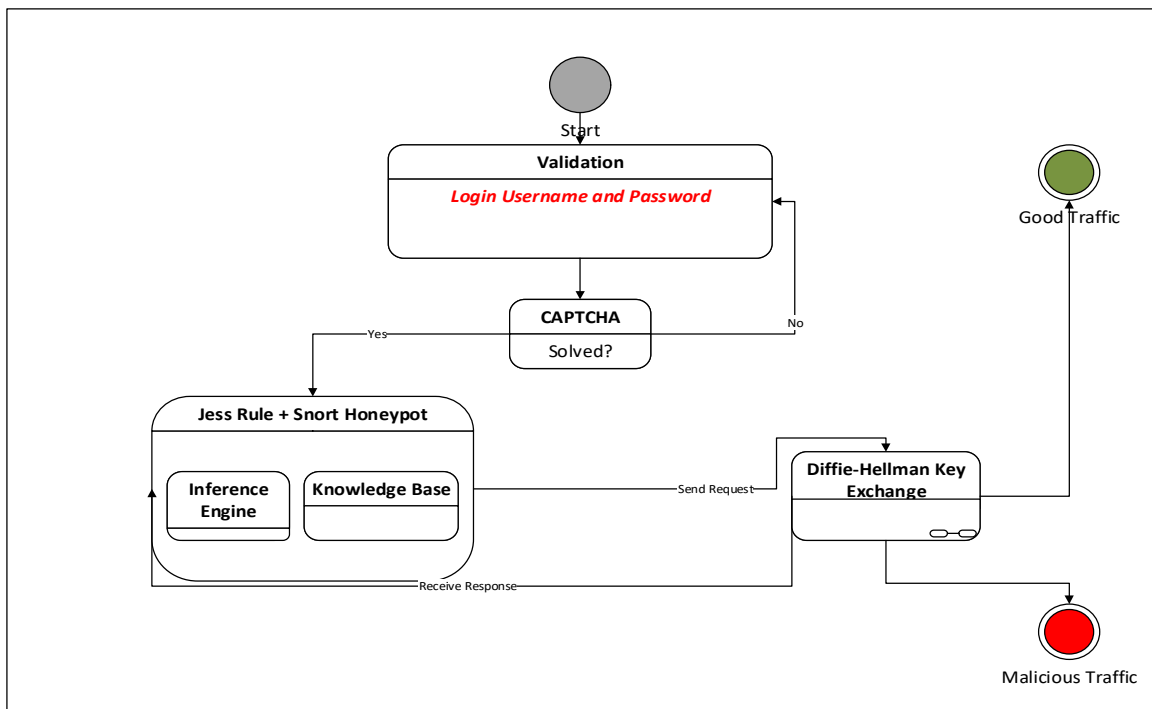 Start
Validation
Login Username and Password
Good Traffic
CAPTCHA
Solved?
Yes
No
Jess Rule + Snort Honeypot
Inference
Engine
Knowledge Base
Send Request
Diffie-Hellman Key
Exchange
Receive Response
Malicious Traffic